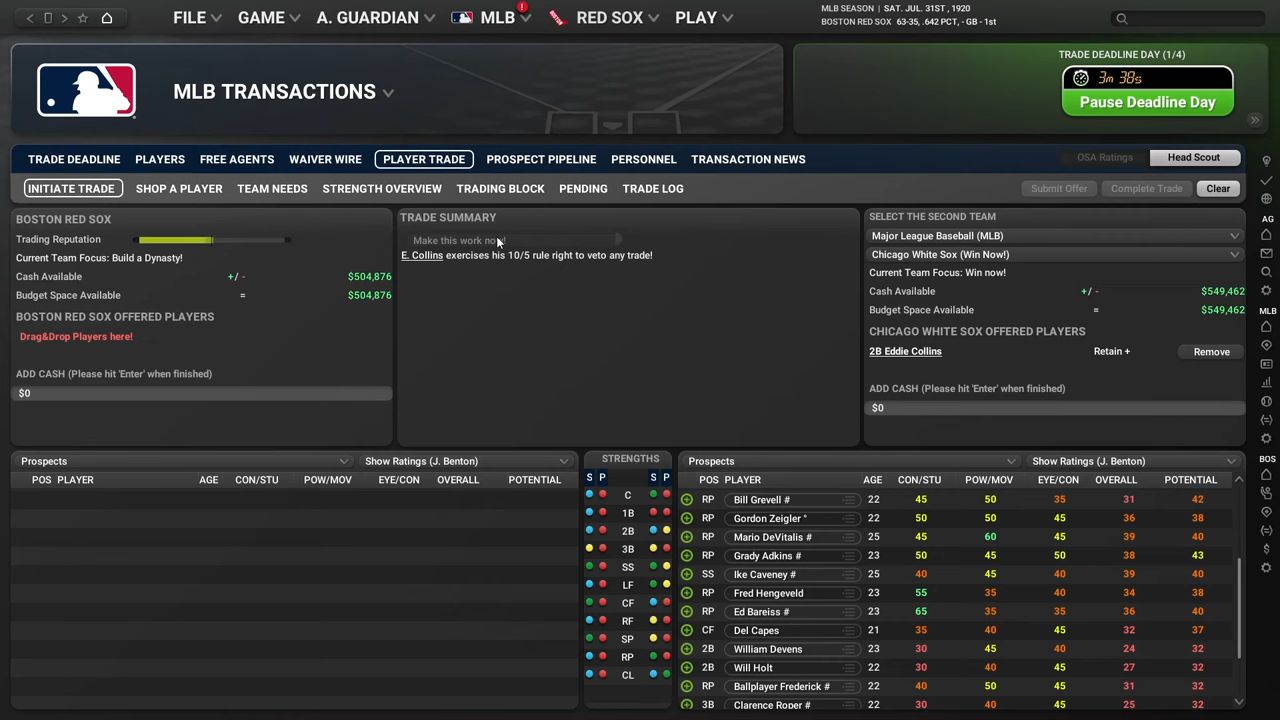 FILE
GAME
A. GUARDIAN
MLB
!
RED SOX
PLAY
MLB SEASON | SAT. JUL. 31ST , 1920
BOSTON RED SOX 63-35, .642 PCT, - GB - 1st
MLB TRANSACTIONS
TRADE DEADLINE DAY (1/4)
3m 38s
Pause Deadline Day
TRADE DEADLINE
PLAYERS
FREE AGENTS
WAIVER WIRE
PLAYER TRADE
PROSPECT PIPELINE
PERSONNEL
TRANSACTION NEWS
OSA Ratings
Head Scout
INITIATE TRADE
SHOP A PLAYER
TEAM NEEDS
STRENGTH OVERVIEW
TRADING BLOCK
PENDING
TRADE LOG
Submit Offer
Complete Trade
Clear
BOSTON RED SOX
Trading Reputation
Current Team Focus: Build a Dynasty!
Cash Available +/- $504,876
Budget Space Available = $504,876
BOSTON RED SOX OFFERED PLAYERS
Drag&Drop Players here!
ADD CASH (Please hit 'Enter' when finished)
$0
TRADE SUMMARY
Make this work now!
E. Collins exercises his 10/5 rule right to veto any trade!
SELECT THE SECOND TEAM
Major League Baseball (MLB)
Chicago White Sox (Win Now!)
Current Team Focus: Win now!
Cash Available +/- $549,462
Budget Space Available = $549,462
CHICAGO WHITE SOX OFFERED PLAYERS
2B Eddie Collins Retain + Remove
ADD CASH (Please hit 'Enter' when finished)
$0
Prospects
Show Ratings (J. Benton)
POS PLAYER AGE CON/STU POW/MOV EYE/CON OVERALL POTENTIAL
STRENGTHS
S P S P
C
1B
2B
3B
SS
LF
CF
RF
SP
RP
CL
Prospects
Show Ratings (J. Benton)
POS PLAYER AGE CON/STU POW/MOV EYE/CON OVERALL POTENTIAL
RP Bill Grevell # 22 45 50 35 31 42
RP Gordon Zeigler * 22 50 50 45 36 38
RP Mario DeVitalis # 22 45 60 45 39 40
RP Grady Adkins # 23 50 45 50 38 43
SS Ike Caveney # 25 40 45 40 39 40
RP Fred Hengeveld 23 55 35 40 34 38
RP Ed Bareiss # 23 65 35 35 36 40
CF Del Capes 21 35 40 45 32 37
2B William Devens 23 30 45 40 24 32
2B Will Holt 22 30 40 45 27 32
RP Ballplayer Frederick # 22 40 50 45 31 32
3B Clarence Roper # 22 30 40 45 25 32
AG
MLB
BOS